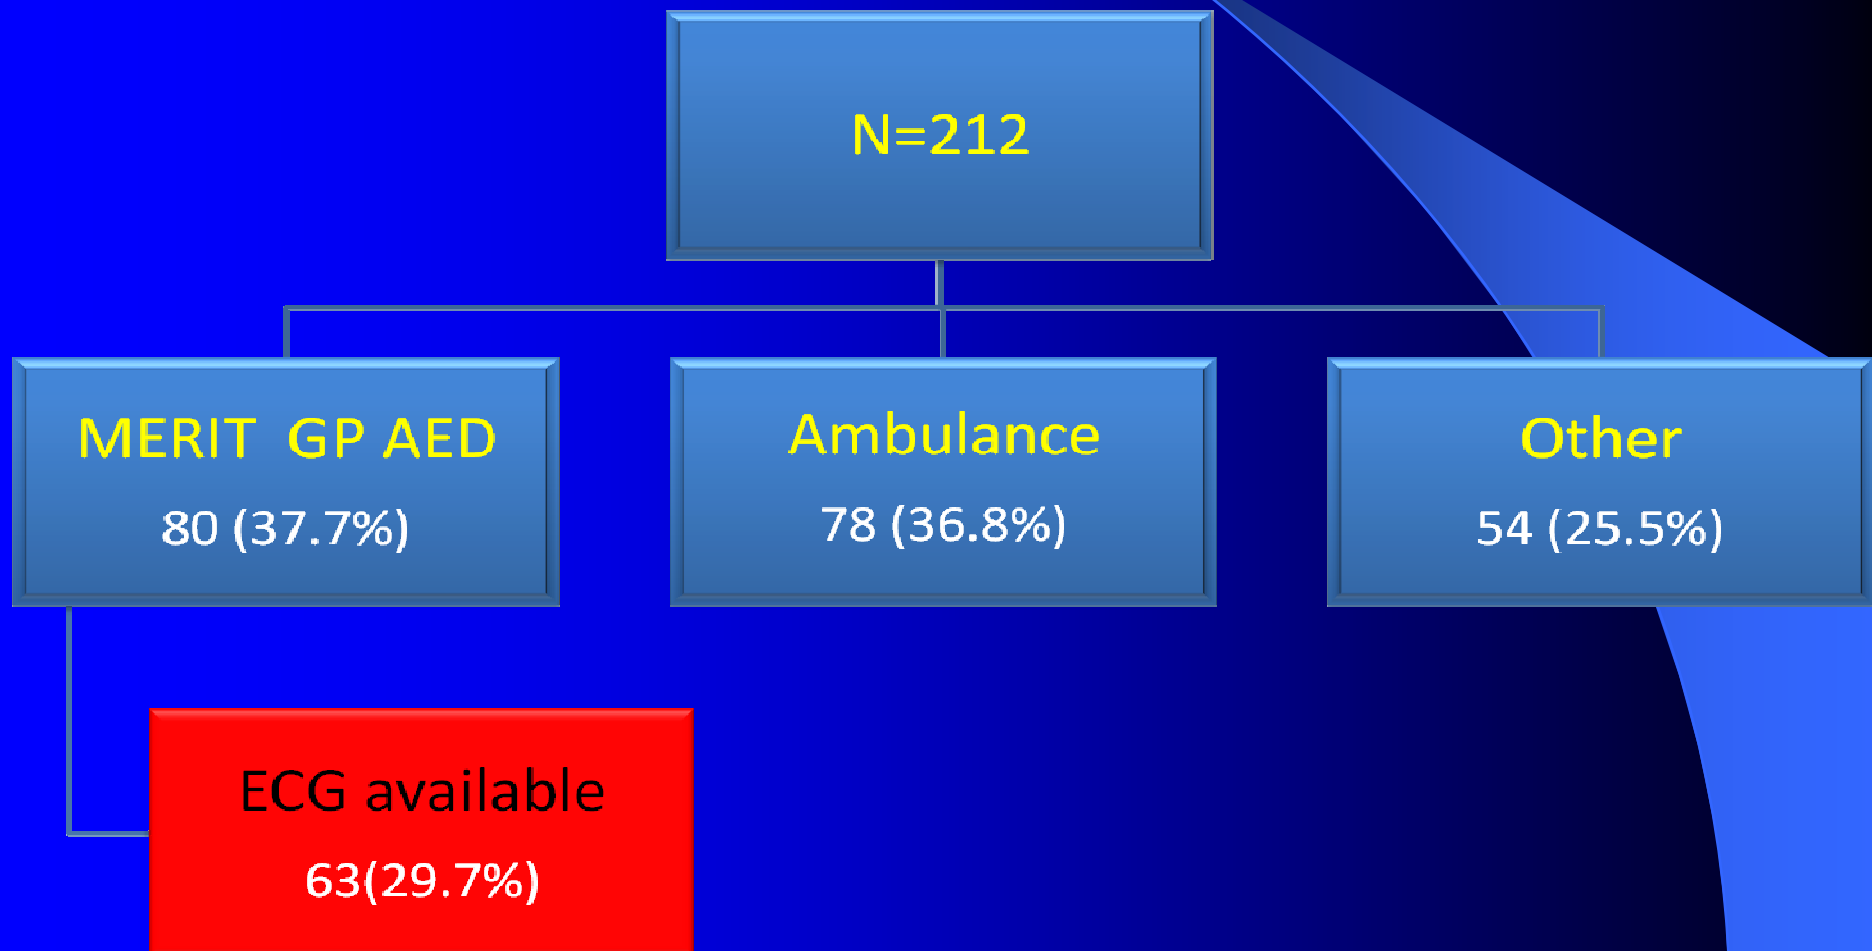 N=212
MERIT  GP AED
80 (37.7%)
Ambulance
78 (36.8%)
Other
54 (25.5%)
ECG available
63(29.7%)